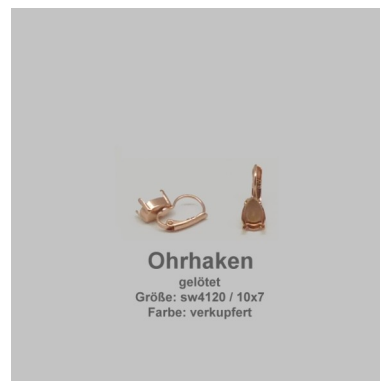 Ohrhaken
gelötet
Größe: sw4120 / 10x7
Farbe: verkupfert